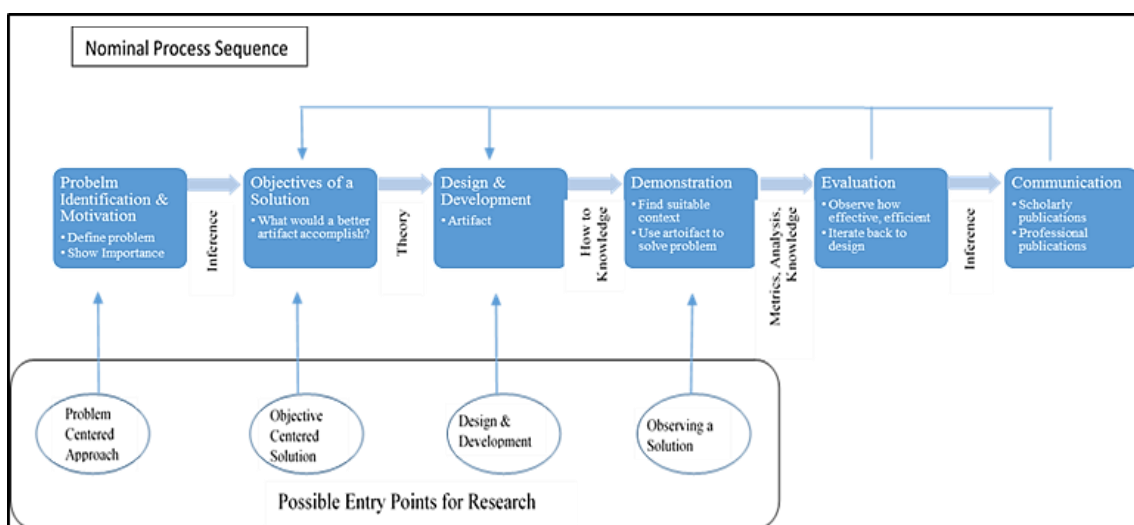 Nominal Process Sequence
Probelm
Identification &
Motivation
• Define problem
• Show Importance
Inference
Objectives of a
Solution
• What would a better
artifact accomplish?
Theory
Design &
Development
• Artifact
How to
Knowledge
Demonstration
• Find suitable
context
• Use artoifact to
solve problem
Metrics, Analysis,
Knowledge
Evaluation
• Observe how
effective, efficient
• Iterate back to
design
Inference
Communication
• Scholarly
publications
• Professional
publications
Problem
Centered
Approach
Objective
Centered
Solution
Design &
Development
Observing a
Solution
Possible Entry Points for Research